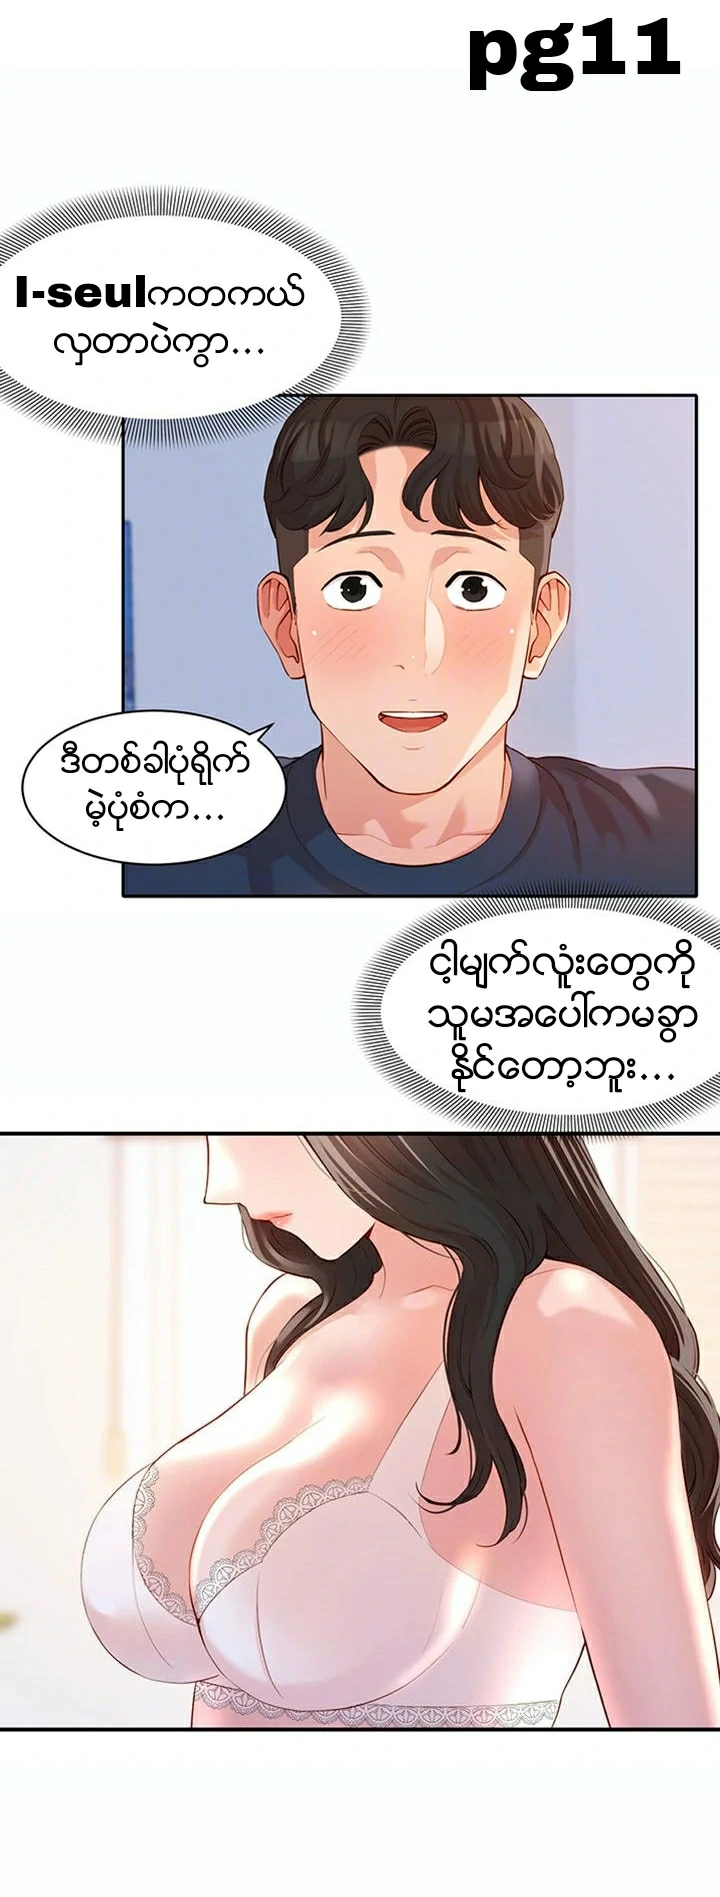 pg11
I-seulကတကယ်
လှတာပဲကွာ...
ဒီတစ်ခါပုံရိုက်
မဲ့ပုံစံက...
ငါ့မျက်လုံးတွေကို
သူမအပေါ်ကမခွာ
နိုင်တော့ဘူး...